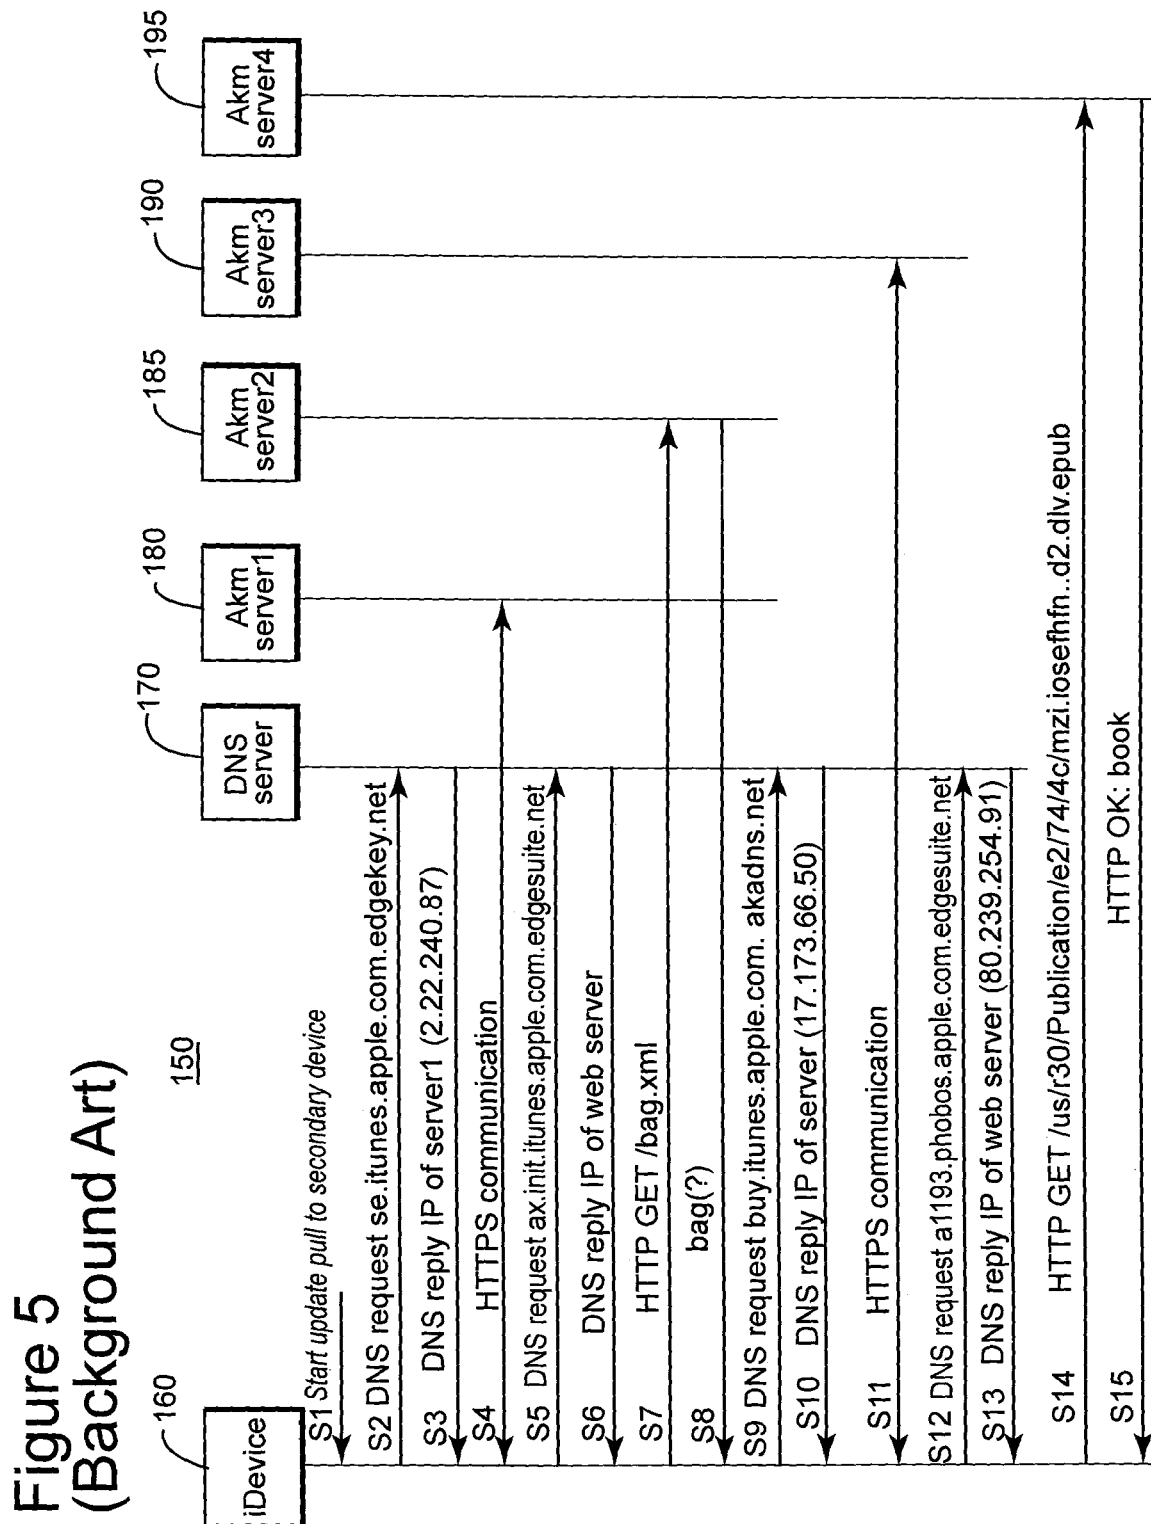 Figure 5
(Background Art)
150
160
170
180
185
190
195
iDevice
DNS
server
Akm
server1
Akm
server2
Akm
server3
Akm
server4
S1 Start update pull to secondary device
S2 DNS request se.itunes.apple.com.edgekey.net
S3 DNS reply IP of server1 (2.22.240.87)
S4 HTTPS communication
S5 DNS request ax.init.itunes.apple.com.edgesuite.net
S6 DNS reply IP of web server
S7 HTTP GET /bag.xml
S8 bag(?)
S9 DNS request buy.itunes.apple.com. akadns.net
S10 DNS reply IP of server (17.173.66.50)
S11 HTTPS communication
S12 DNS request a1193.phobos.apple.com.edgesuite.net
S13 DNS reply IP of web server (80.239.254.91)
S14 HTTP GET /us/r30/Publication/e2/74/4c/mzi.iosefhfn..d2.dlv.epub
S15 HTTP OK: book